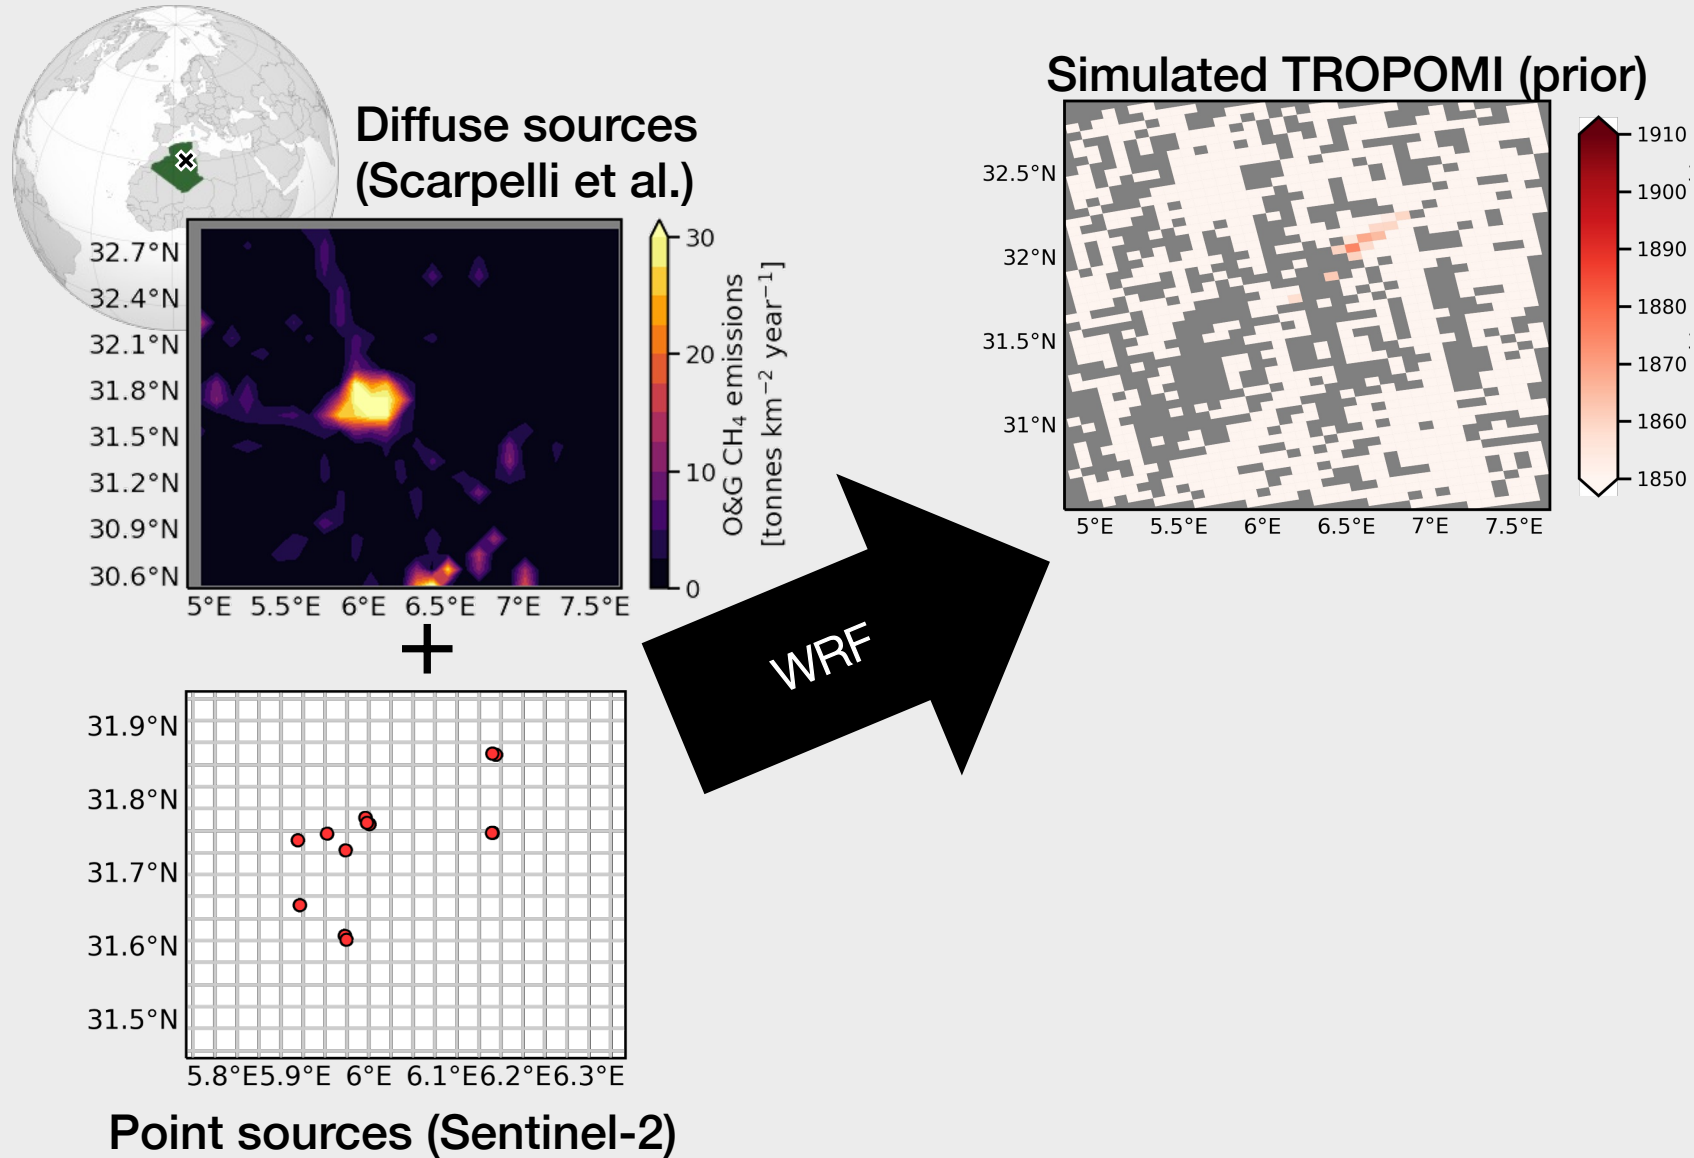 Diffuse sources
(Scarpelli et al.)
32.7°N
32.4°N
32.1°N
31.8°N
31.5°N
31.2°N
30.9°N
30.6°N
5°E 5.5°E 6°E 6.5°E 7°E 7.5°E
30
20
10
0
O&G CH₄ emissions
[tonnes km⁻² year⁻¹]
+
31.9°N
31.8°N
31.7°N
31.6°N
31.5°N
5.8°E 5.9°E 6°E 6.1°E 6.2°E 6.3°E
Point sources (Sentinel-2)
WRF
Simulated TROPOMI (prior)
32.5°N
32°N
31.5°N
31°N
5°E 5.5°E 6°E 6.5°E 7°E 7.5°E
1910
1900
1890
1880
1870
1860
1850